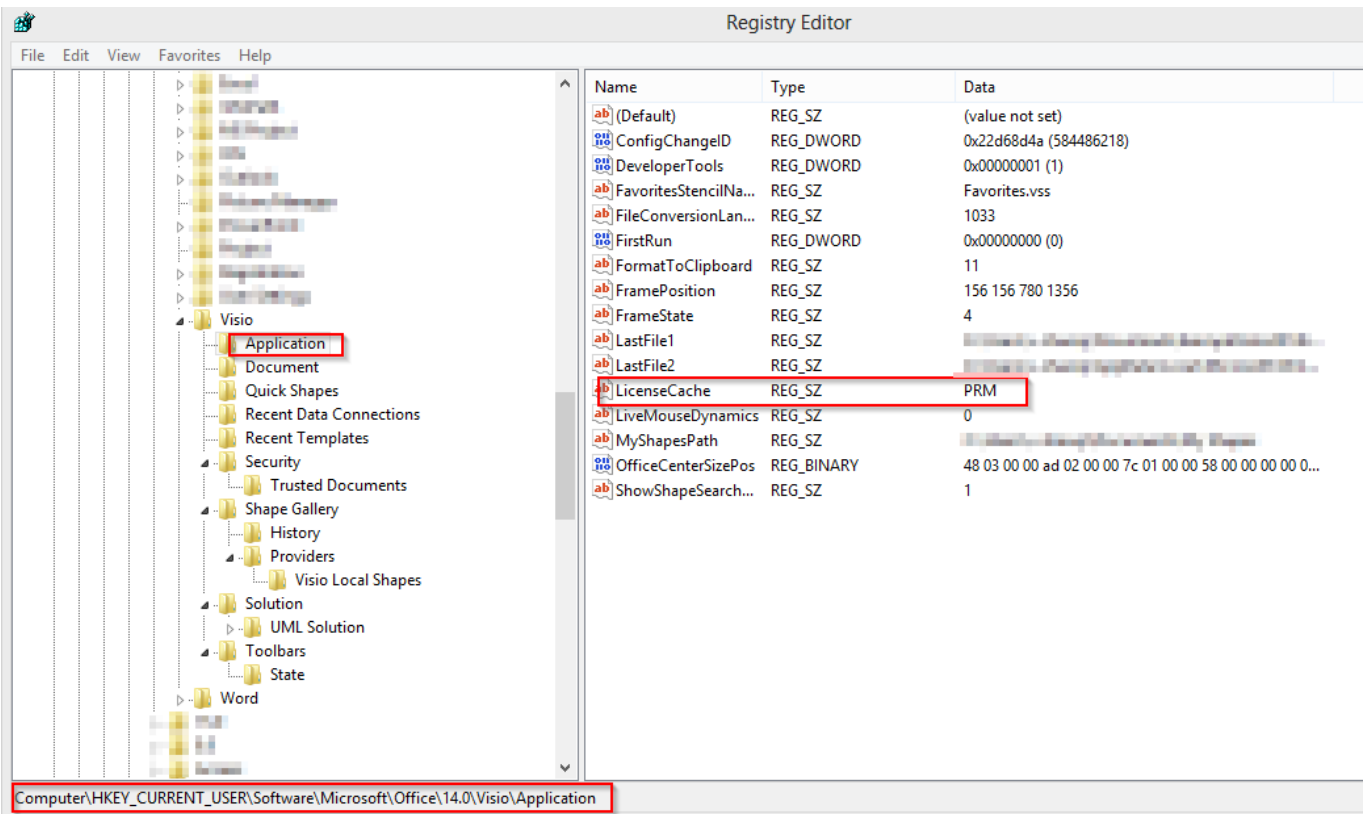 Registry Editor
File Edit View Favorites Help
Visio
Application
Document
Quick Shapes
Recent Data Connections
Recent Templates
Security
Trusted Documents
Shape Gallery
History
Providers
Visio Local Shapes
Solution
UML Solution
Toolbars
State
Word
Name Type Data
(Default) REG_SZ (value not set)
ConfigChangeID REG_DWORD 0x22d68d4a (584486218)
DeveloperTools REG_DWORD 0x00000001 (1)
FavoritesStencilNa... REG_SZ Favorites.vss
FileConversionLan... REG_SZ 1033
FirstRun REG_DWORD 0x00000000 (0)
FormatToClipboard REG_SZ 11
FramePosition REG_SZ 156 156 780 1356
FrameState REG_SZ 4
LastFile1 REG_SZ
LastFile2 REG_SZ
LicenseCache REG_SZ PRM
LiveMouseDynamics REG_SZ 0
MyShapesPath REG_SZ
OfficeCenterSizePos REG_BINARY 48 03 00 00 ad 02 00 00 7c 01 00 00 58 00 00 00 00 0...
ShowShapeSearch... REG_SZ 1
Computer\HKEY_CURRENT_USER\Software\Microsoft\Office\14.0\Visio\Application